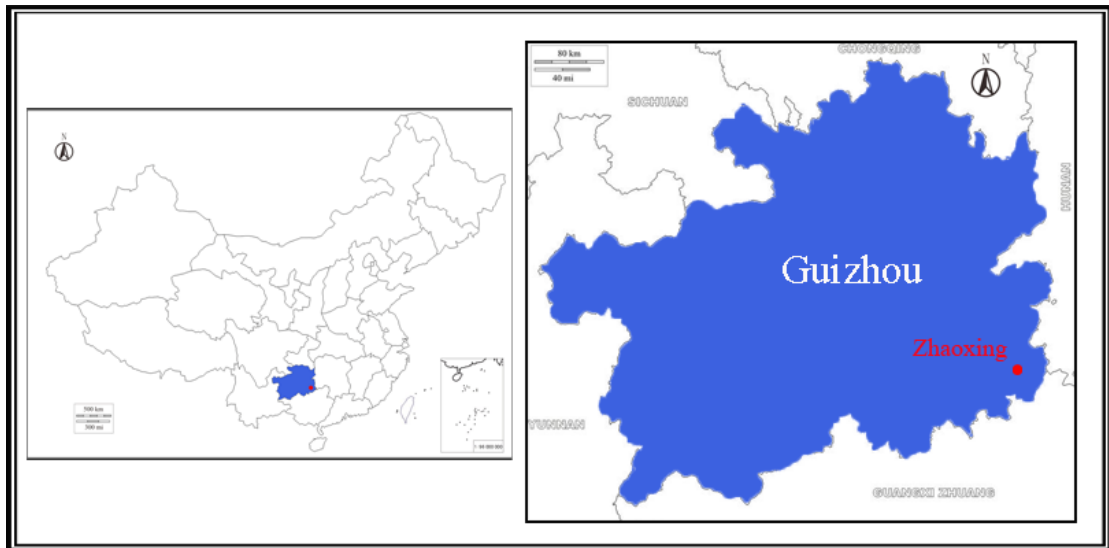 N
500 km
300 mi
80 km
40 mi
CHONGQING
N
SICHUAN
HUNAN
Guizhou
Zhaoxing
YUNNAN
GUANGXI ZHUANG